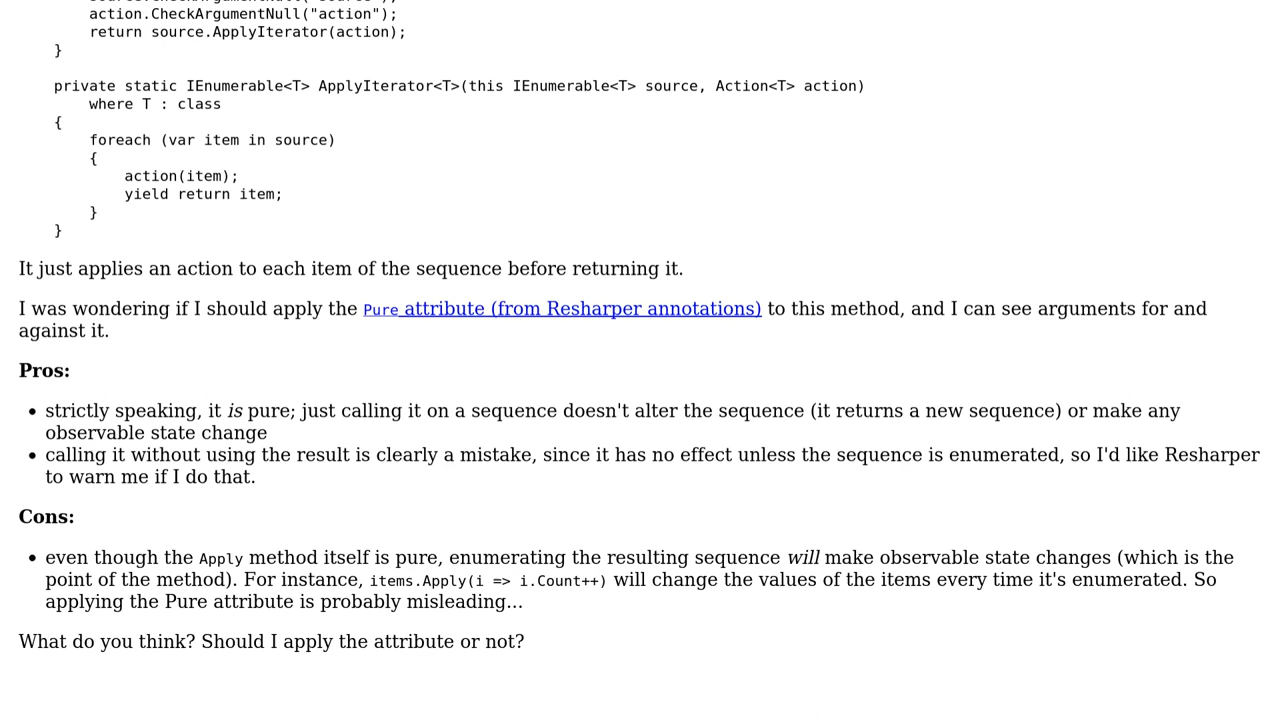 source.CheckArgumentNull("source");
action.CheckArgumentNull("action");
return source.ApplyIterator(action);
}
private static IEnumerable<T> ApplyIterator<T>(this IEnumerable<T> source, Action<T> action)
where T : class
{
foreach (var item in source)
{
action(item);
yield return item;
}
}
It just applies an action to each item of the sequence before returning it.
I was wondering if I should apply the Pure attribute (from Resharper annotations) to this method, and I can see arguments for and
against it.
Pros:
• strictly speaking, it is pure; just calling it on a sequence doesn't alter the sequence (it returns a new sequence) or make any
observable state change
• calling it without using the result is clearly a mistake, since it has no effect unless the sequence is enumerated, so I'd like Resharper
to warn me if I do that.
Cons:
• even though the Apply method itself is pure, enumerating the resulting sequence will make observable state changes (which is the
point of the method). For instance, items.Apply(i => i.Count++) will change the values of the items every time it's enumerated. So
applying the Pure attribute is probably misleading...
What do you think? Should I apply the attribute or not?